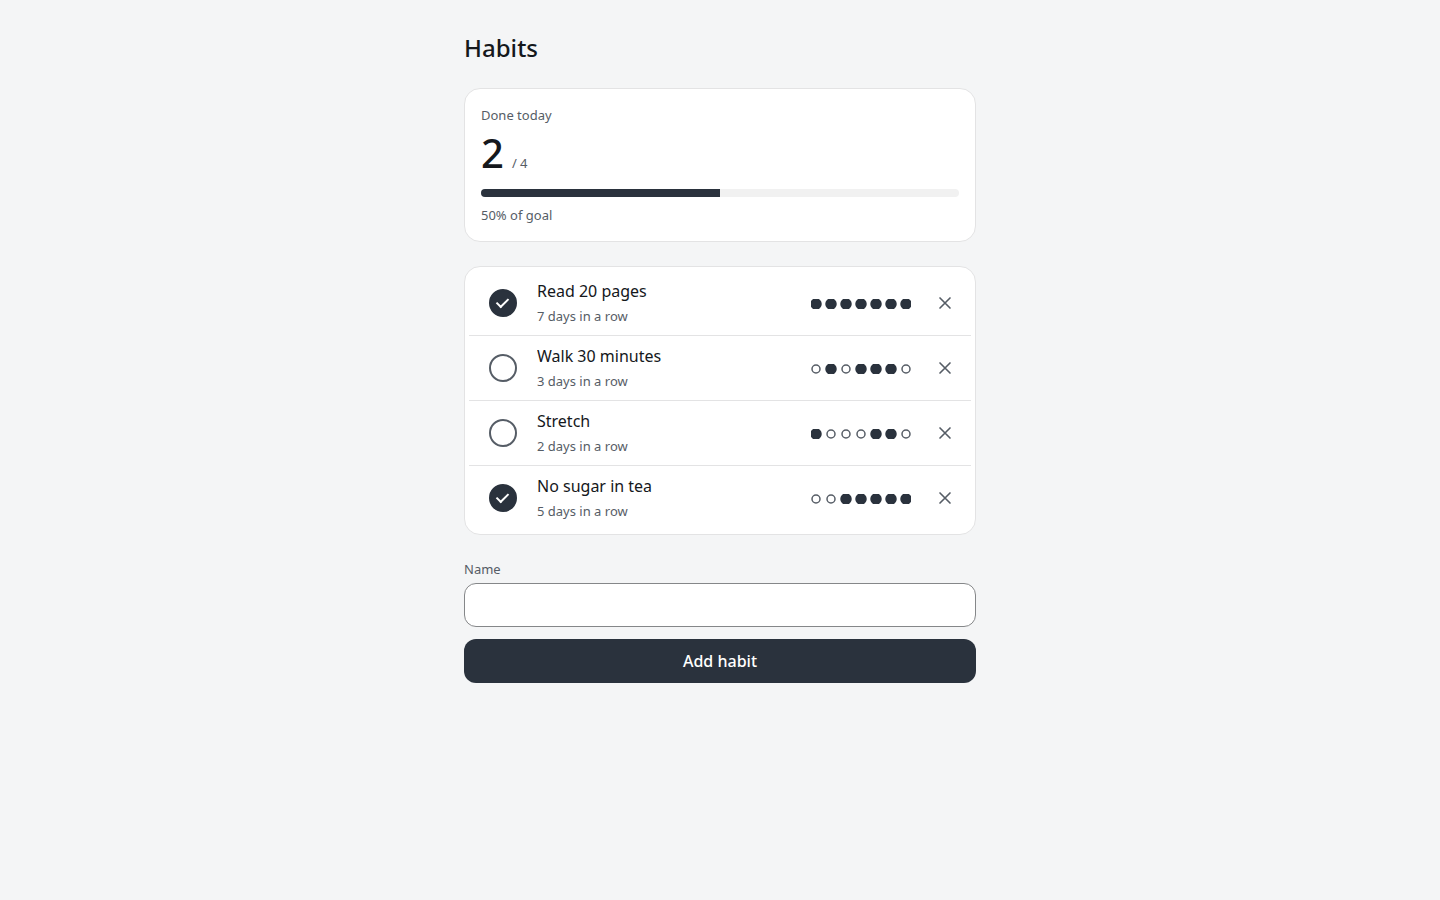 Habits
Done today
2 / 4
50% of goal
Read 20 pages
7 days in a row
Walk 30 minutes
3 days in a row
Stretch
2 days in a row
No sugar in tea
5 days in a row
Name
Add habit